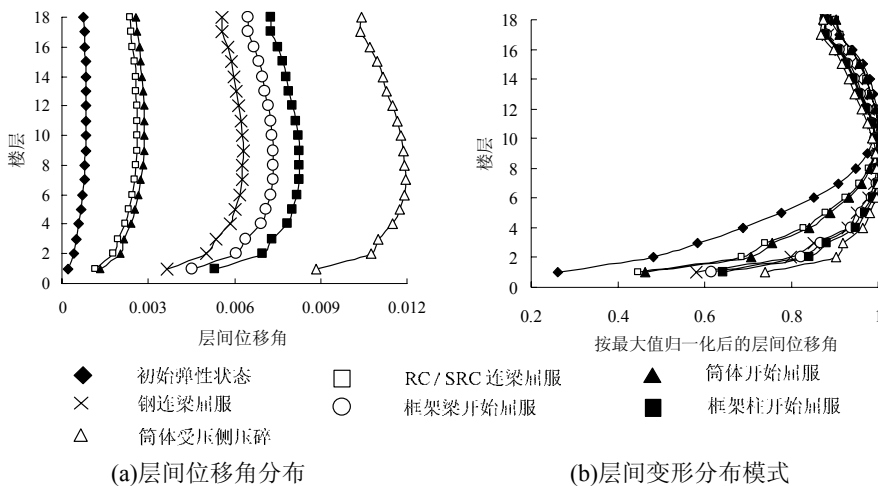 18
16
14
12
10
8
6
4
2
0
楼层
0
0.003
0.006
0.009
0.012
层间位移角
18
16
14
12
10
8
6
4
2
0
楼层
0.2
0.4
0.6
0.8
1
按最大值归一化后的层间位移角
初始弹性状态
RC / SRC 连梁屈服
筒体开始屈服
钢连梁屈服
框架梁开始屈服
框架柱开始屈服
筒体受压侧压碎
(a)层间位移角分布
(b)层间变形分布模式